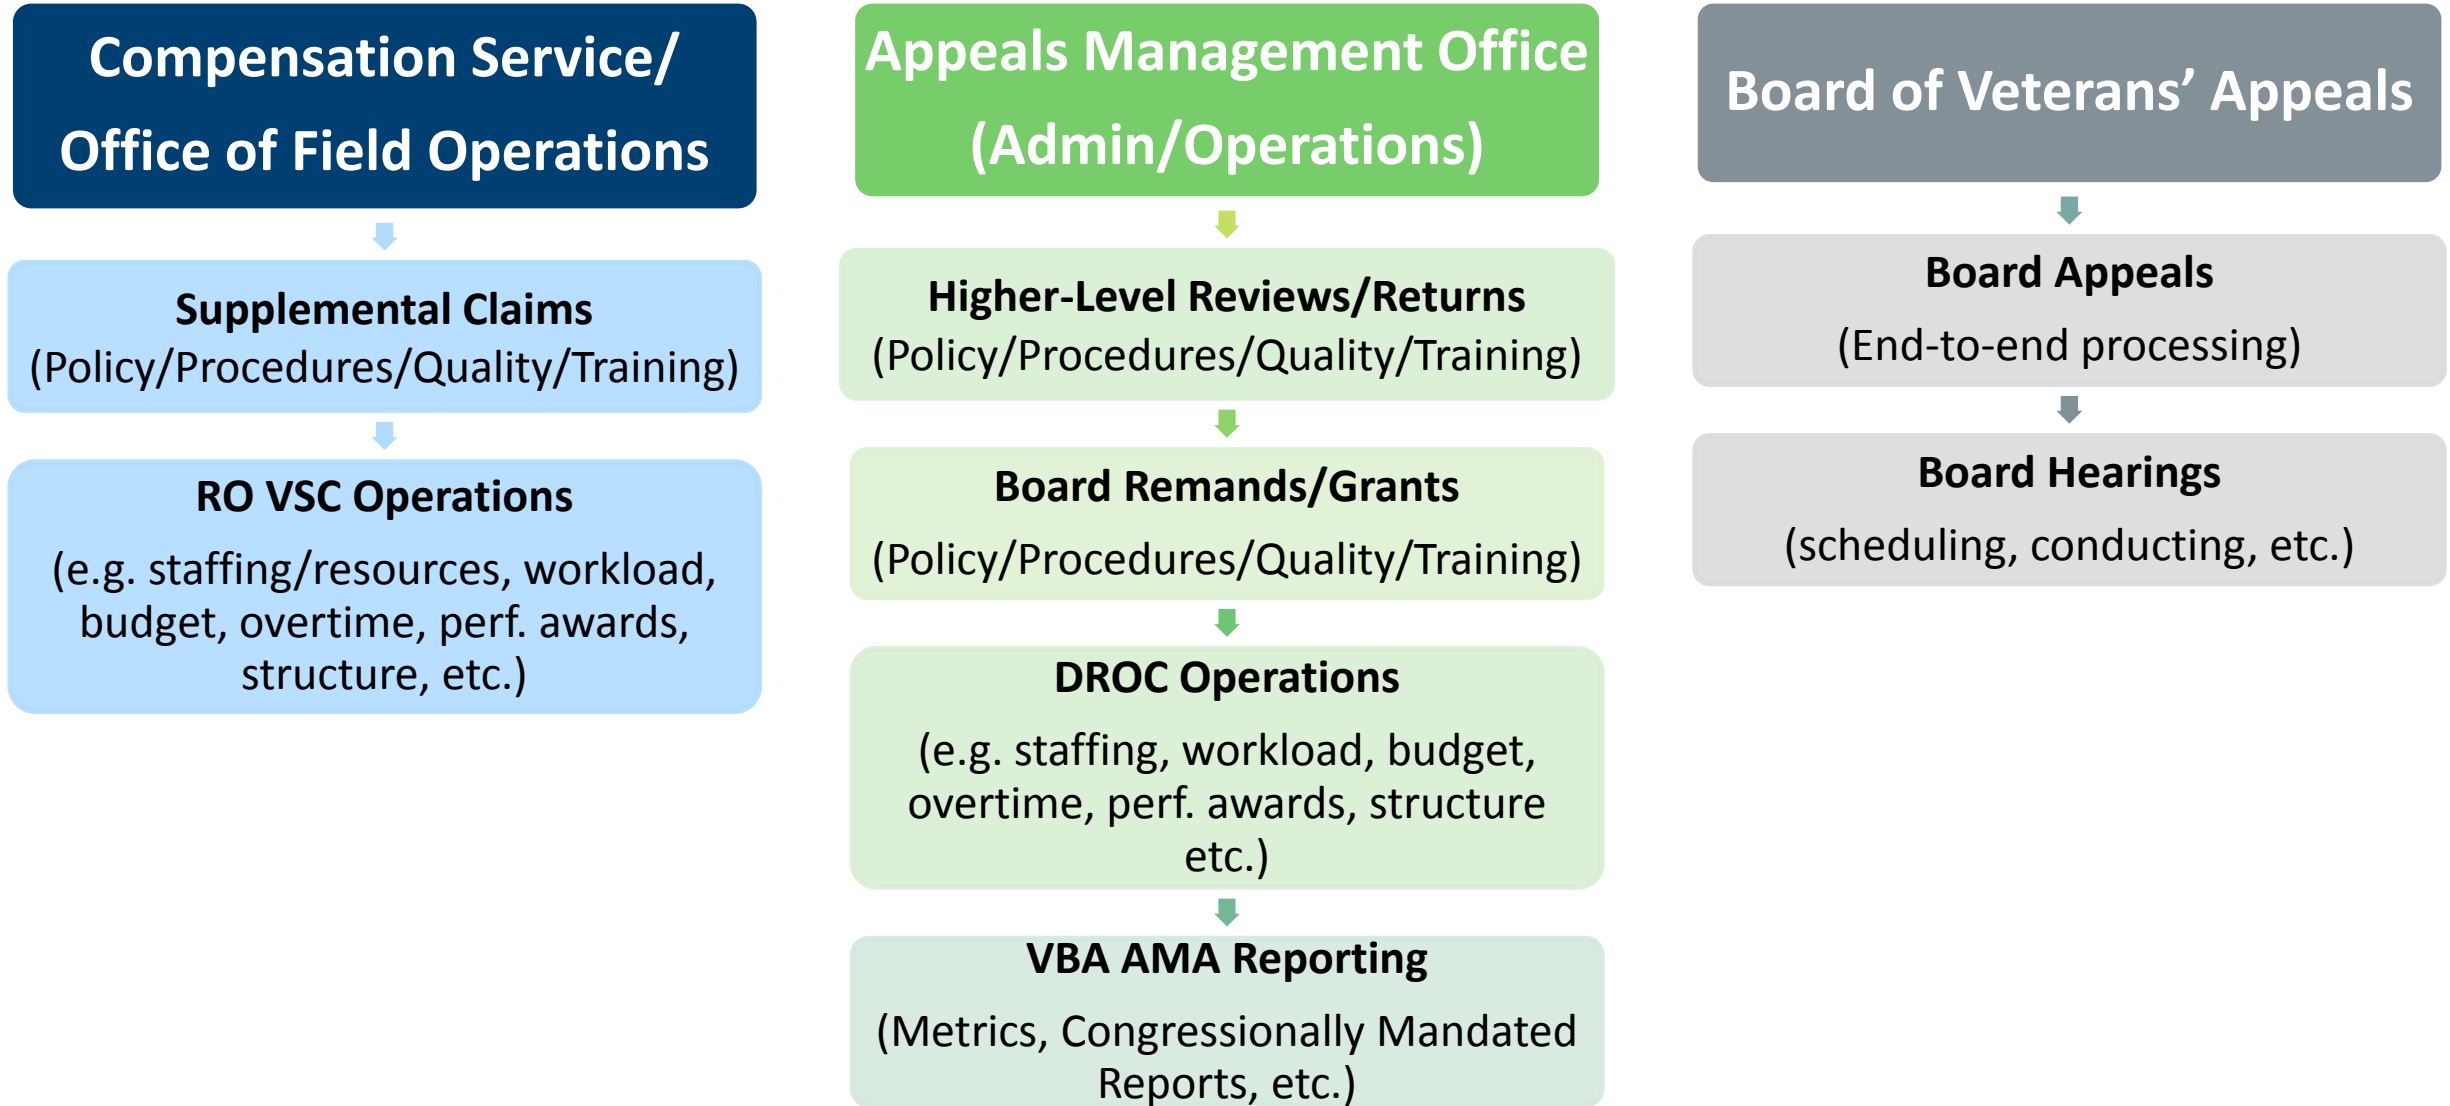 Compensation Service/
Office of Field Operations
Supplemental Claims
(Policy/Procedures/Quality/Training)
RO VSC Operations
(e.g. staffing/resources, workload,
budget, overtime, perf. awards,
structure, etc.)
Appeals Management Office
(Admin/Operations)
Higher-Level Reviews/Returns
(Policy/Procedures/Quality/Training)
Board Remands/Grants
(Policy/Procedures/Quality/Training)
DROC Operations
(e.g. staffing, workload, budget,
overtime, perf. awards, structure
etc.)
VBA AMA Reporting
(Metrics, Congressionally Mandated
Reports, etc.)
Board of Veterans’ Appeals
Board Appeals
(End-to-end processing)
Board Hearings
(scheduling, conducting, etc.)